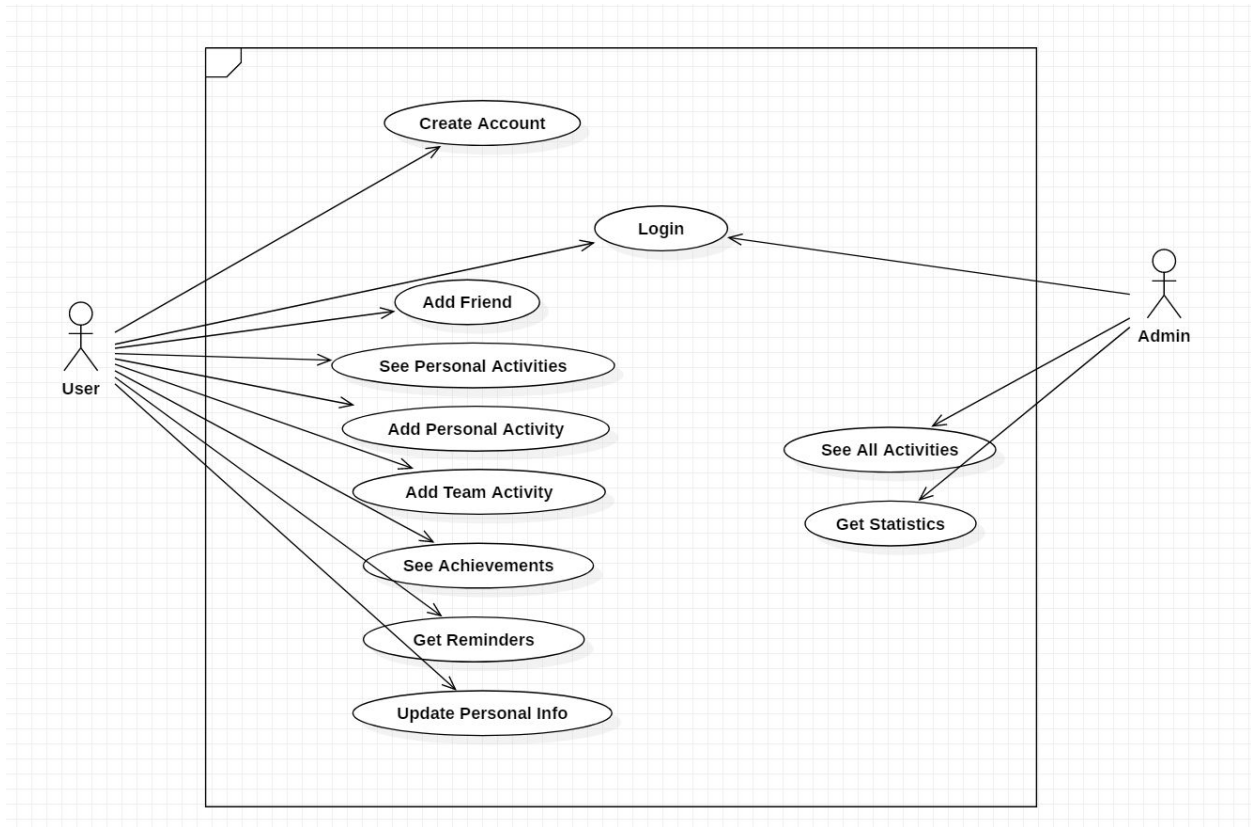 Create Account
Login
Add Friend
User
Admin
See Personal Activities
Add Personal Activity
See All Activities
Add Team Activity
Get Statistics
See Achievements
Get Reminders
Update Personal Info